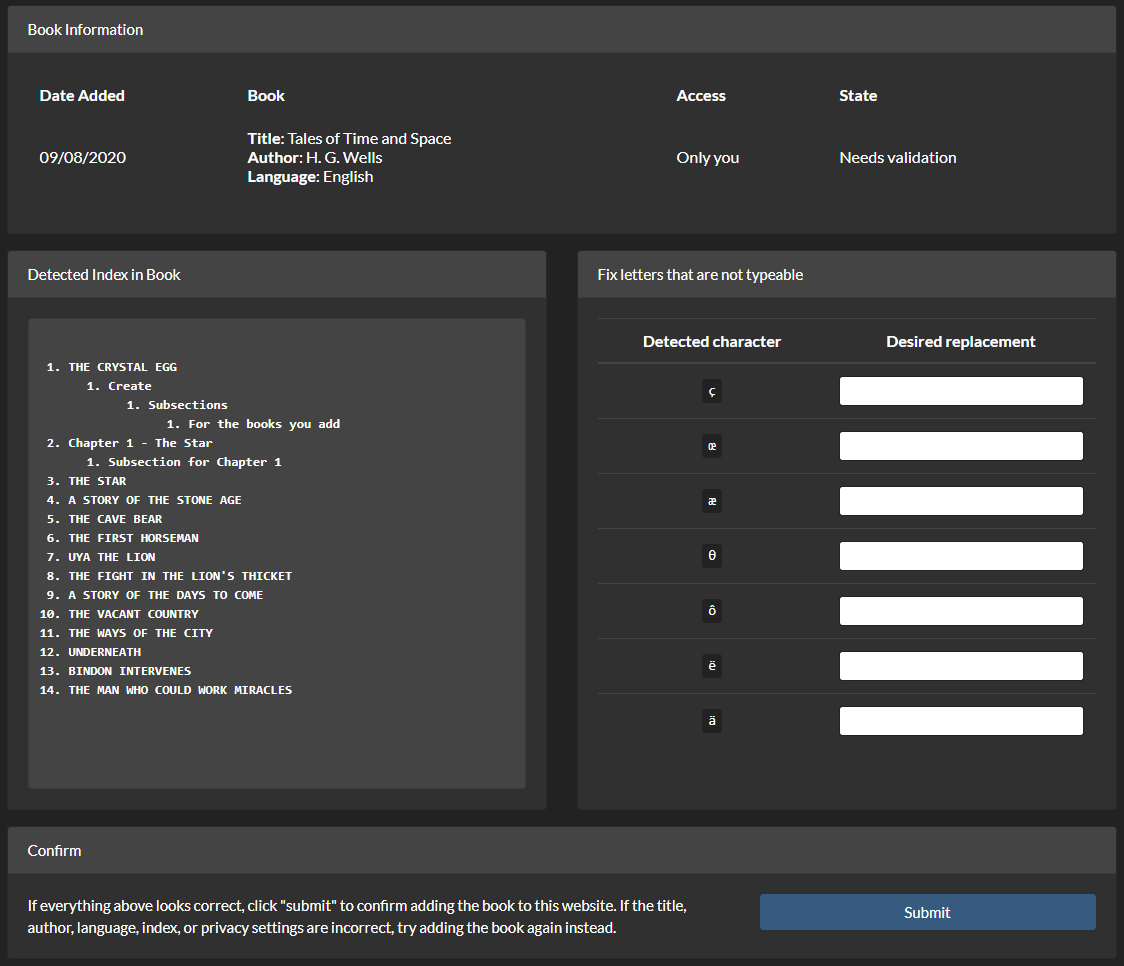 Book Information
Date Added Book Access State
Title: Tales of Time and Space
09/08/2020 Author: H. G. Wells Only you Needs validation
Language: English
Detected Index in Book
1. THE CRYSTAL EGG
1. Create
1. Subsections
1. For the books you add
2. Chapter 1 - The Star
1. Subsection for Chapter 1
3. THE STAR
4. A STORY OF THE STONE AGE
5. THE CAVE BEAR
6. THE FIRST HORSEMAN
7. UYA THE LION
8. THE FIGHT IN THE LION'S THICKET
9. A STORY OF THE DAYS TO COME
10. THE VACANT COUNTRY
11. THE WAYS OF THE CITY
12. UNDERNEATH
13. BINDON INTERVENES
14. THE MAN WHO COULD WORK MIRACLES
Fix letters that are not typeable
Detected character Desired replacement
ç
œ
æ
θ
ô
ë
ä
Confirm
If everything above looks correct, click "submit" to confirm adding the book to this website. If the title,
author, language, index, or privacy settings are incorrect, try adding the book again instead.
Submit